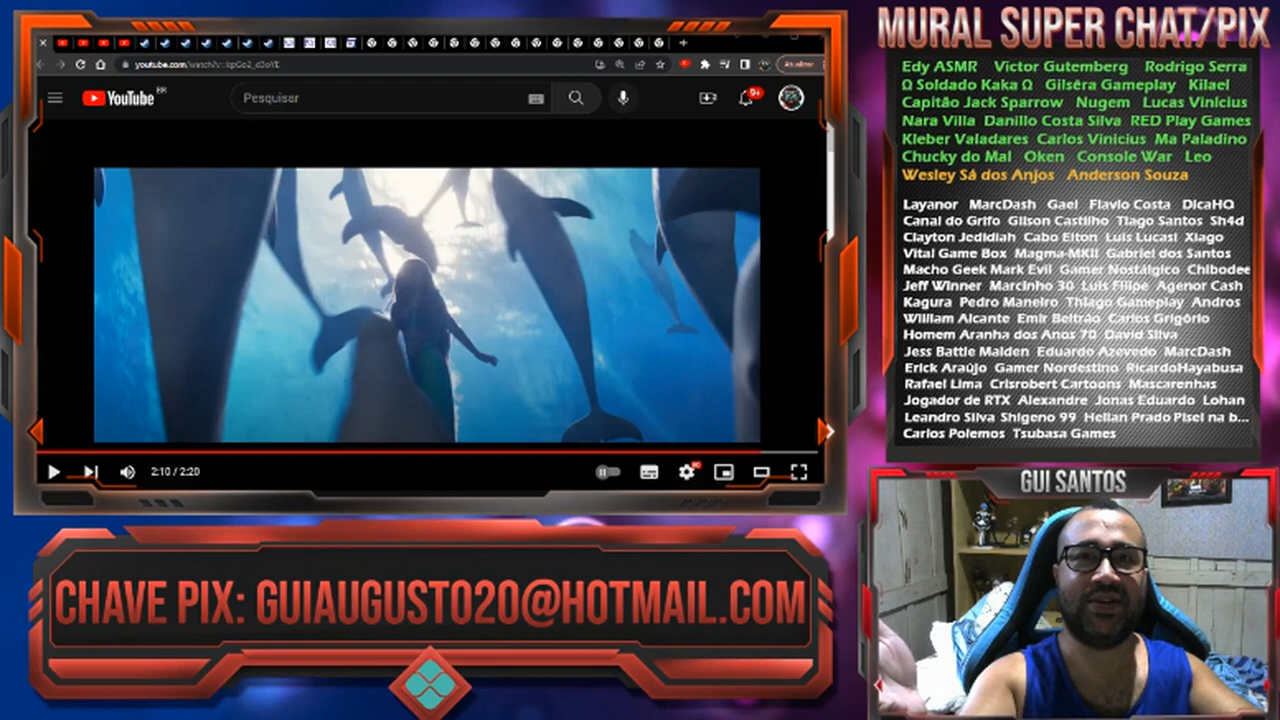 youtube.com/watch?v=
Atualizar
YouTube BR
Pesquisar
9+
2:10 / 2:20
CHAVE PIX: GUIAUGUSTO20@HOTMAIL.COM
MURAL SUPER CHAT/PIX
Edy ASMR Victor Gutemberg Rodrigo Serra
Ω Soldado Kaka Ω Gilsêra Gameplay Kilael
Capitão Jack Sparrow Nugem Lucas Vinícius
Nara Villa Danillo Costa Silva RED Play Games
Kleber Valadares Carlos Vinicius Ma Paladino
Chucky do Mal Oken Console War Leo
Wesley Sá dos Anjos Anderson Souza
Layanor MarcDash Gael Flavio Costa DicaHQ
Canal do Grifo Gilson Castilho Tiago Santos Sh4d
Clayton Jedidiah Cabo Elton Luis Lucasi Xiago
Vital Game Box Magma-MKII Gabriel dos Santos
Macho Geek Mark Evil Gamer Nostálgico Chibodee
Jeff Winner Marcinho 30 Luis Filipe Agenor Cash
Kagura Pedro Maneiro Thiago Gameplay Andros
William Alcante Emir Beltrão Carlos Grigório
Homem Aranha dos Anos 70 David Silva
Jess Battle Maiden Eduardo Azevedo MarcDash
Erick Araújo Gamer Nordestino RicardoHayabusa
Rafael Lima Crisrobert Cartoons Mascarenhas
Jogador de RTX Alexandre Jonas Eduardo Lohan
Leandro Silva Shigeno 99 Helian Prado Pisei na b...
Carlos Polemos Tsubasa Games
GUI SANTOS